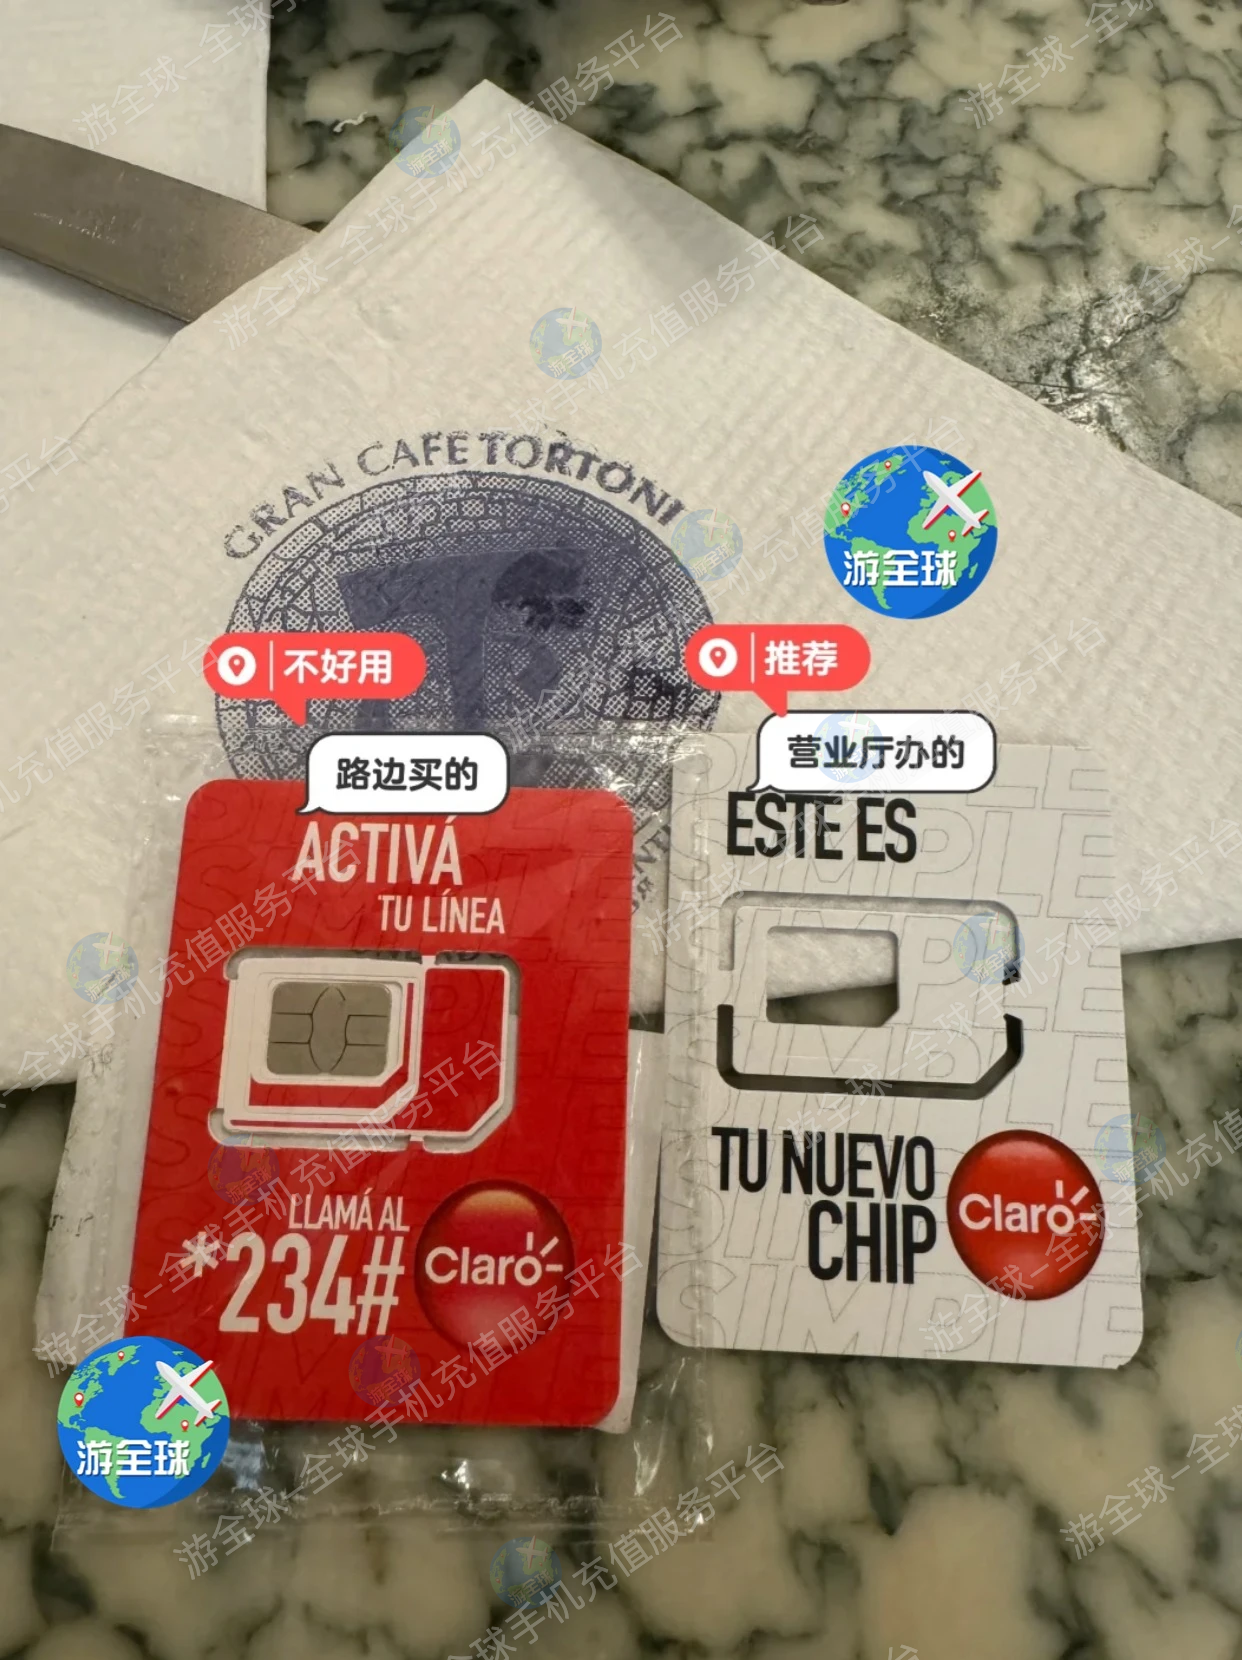 GRAN CAFE TORTONI
游全球
不好用
推荐
路边买的
营业厅办的
ACTIVÁ
TU LÍNEA
LLAMÁ AL
*234#
Claro
ESTE ES
TU NUEVO
CHIP
Claro
游全球
游全球-全球手机充值服务平台